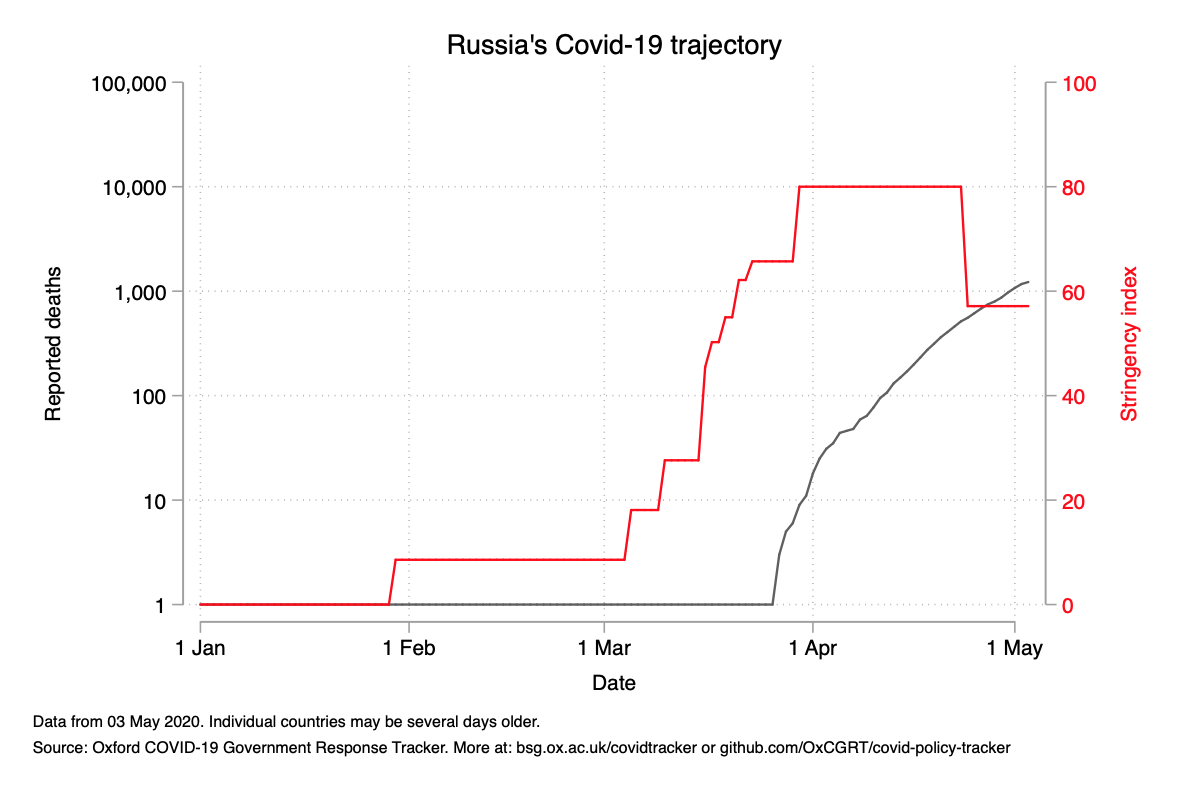 Russia's Covid-19 trajectory
100,000
10,000
1,000
100
10
1
Reported deaths
100
80
60
40
20
0
Stringency index
1 Jan
1 Feb
1 Mar
1 Apr
1 May
Date
Data from 03 May 2020. Individual countries may be several days older.
Source: Oxford COVID-19 Government Response Tracker. More at: bsg.ox.ac.uk/covidtracker or github.com/OxCGRT/covid-policy-tracker